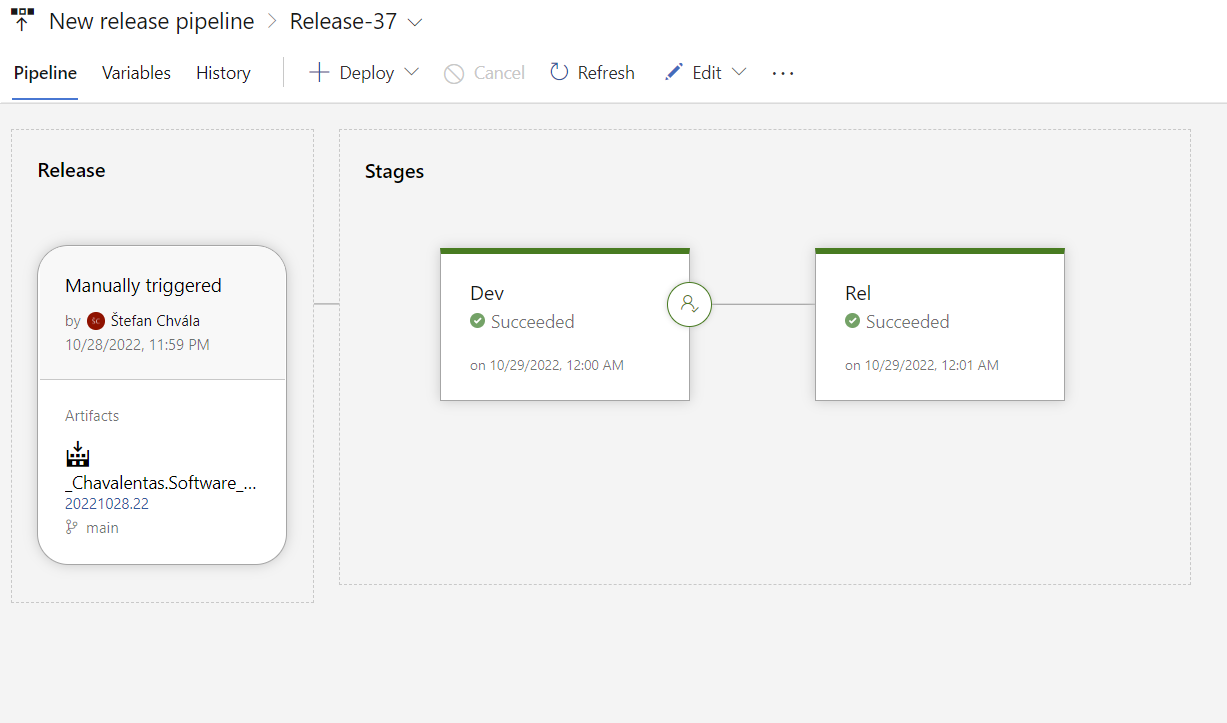 New release pipeline > Release-37
Pipeline Variables History Deploy Cancel Refresh Edit ...
Release
Manually triggered
by SC Štefan Chvála
10/28/2022, 11:59 PM
Artifacts
_Chavalentas.Software_...
20221028.22
main
Stages
Dev
Succeeded
on 10/29/2022, 12:00 AM
Rel
Succeeded
on 10/29/2022, 12:01 AM